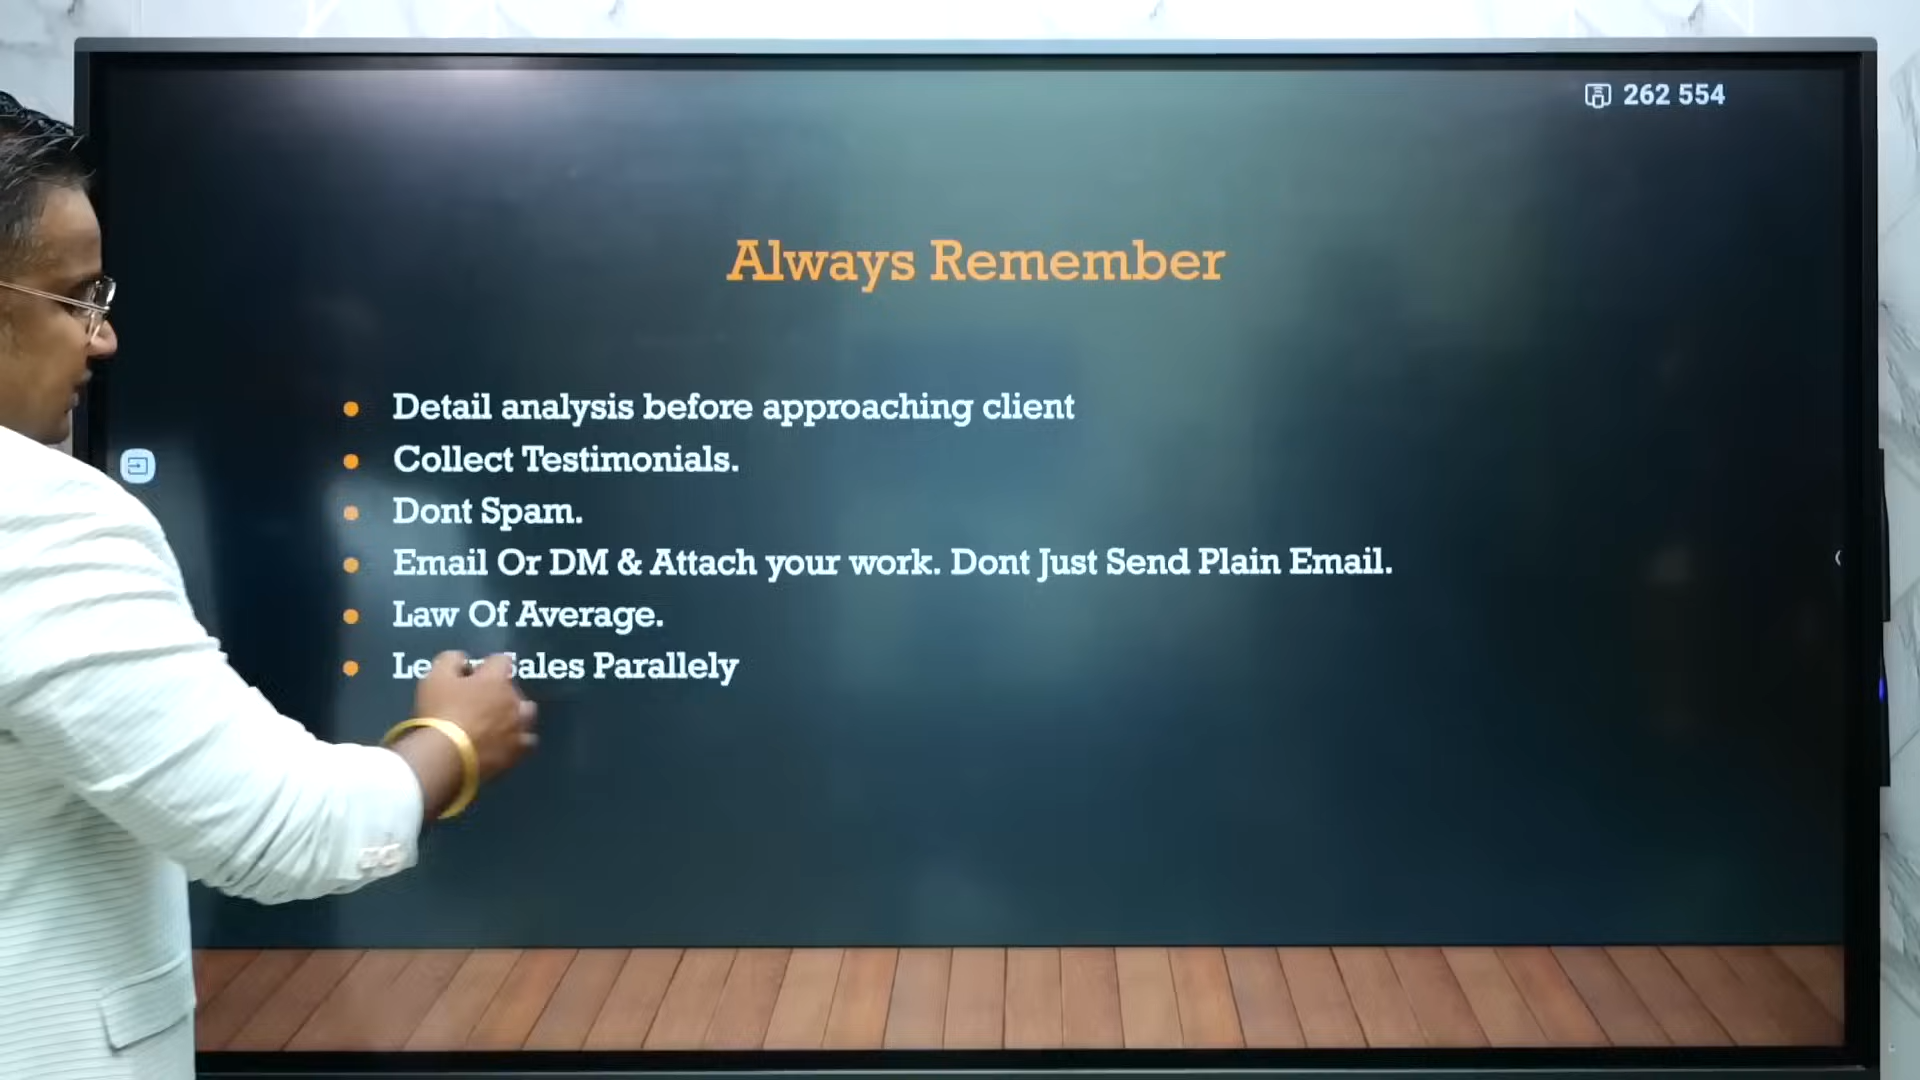 262 554
Always Remember
Detail analysis before approaching client
Collect Testimonials.
Dont Spam.
Email Or DM & Attach your work. Dont Just Send Plain Email.
Law Of Average.
Sales Parallely